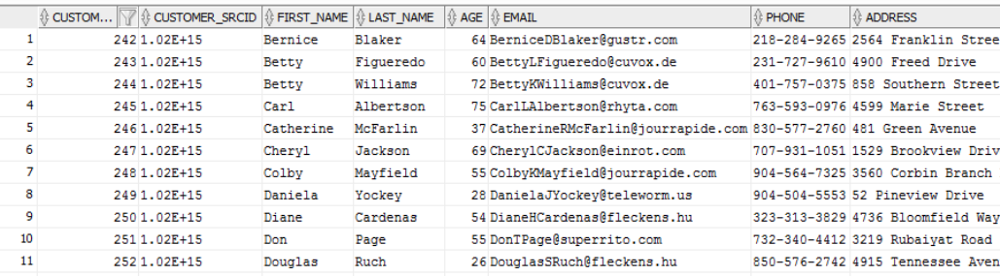 CUSTOM... CUSTOMER_SRCID FIRST_NAME LAST_NAME AGE EMAIL PHONE ADDRESS
1 242 1.02E+15 Bernice Blaker 64 BerniceDBlaker@gustr.com 218-284-9265 2564 Franklin Stree
2 243 1.02E+15 Betty Figueredo 60 BettyLFigueredo@cuvox.de 231-727-9610 4900 Freed Drive
3 244 1.02E+15 Betty Williams 72 BettyKWilliams@cuvox.de 401-757-0375 858 Southern Street
4 245 1.02E+15 Carl Albertson 75 CarlLAlbertson@rhyta.com 763-593-0976 4599 Marie Street
5 246 1.02E+15 Catherine McFarlin 37 CatherineRMcFarlin@jourrapide.com 830-577-2760 481 Green Avenue
6 247 1.02E+15 Cheryl Jackson 69 CherylCJackson@einrot.com 707-931-1051 1529 Brookview Driv
7 248 1.02E+15 Colby Mayfield 55 ColbyKMayfield@jourrapide.com 904-564-7325 3560 Corbin Branch
8 249 1.02E+15 Daniela Yockey 28 DanielaJYockey@teleworm.us 904-504-5553 52 Pineview Drive
9 250 1.02E+15 Diane Cardenas 54 DianeHCardenas@fleckens.hu 323-313-3829 4736 Bloomfield Way
10 251 1.02E+15 Don Page 55 DonTPage@superrito.com 732-340-4412 3219 Rubaiyat Road
11 252 1.02E+15 Douglas Ruch 26 DouglasSRuch@fleckens.hu 850-576-2742 4915 Tennessee Aven